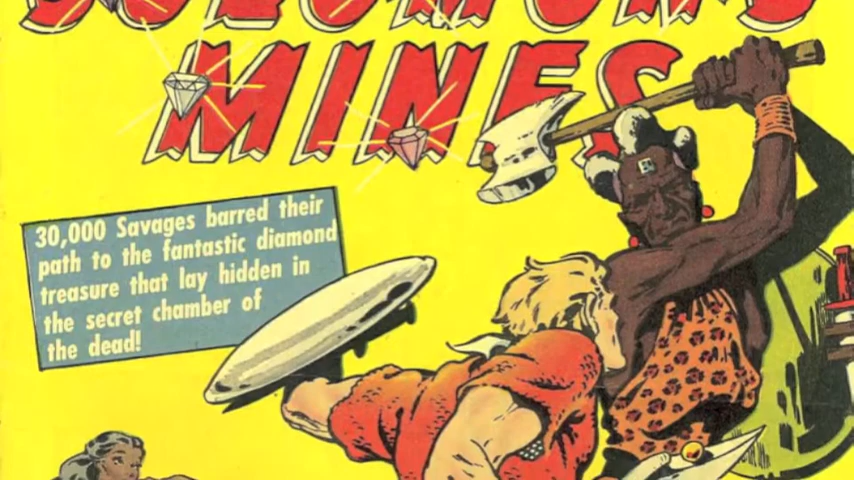 SOLOMON'S
MINES
30,000 Savages barred their
path to the fantastic diamond
treasure that lay hidden in
the secret chamber of
the dead!